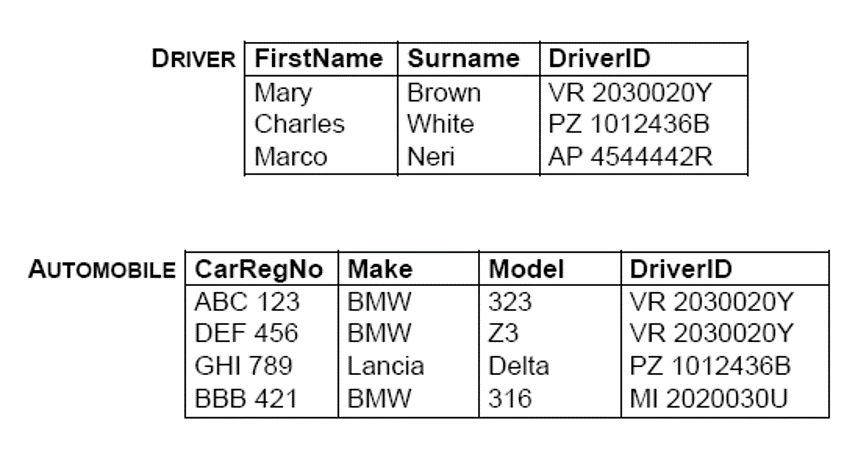 DRIVER FirstName Surname DriverID
Mary Brown VR 2030020Y
Charles White PZ 1012436B
Marco Neri AP 4544442R
AUTOMOBILE CarRegNo Make Model DriverID
ABC 123 BMW 323 VR 2030020Y
DEF 456 BMW Z3 VR 2030020Y
GHI 789 Lancia Delta PZ 1012436B
BBB 421 BMW 316 MI 2020030U